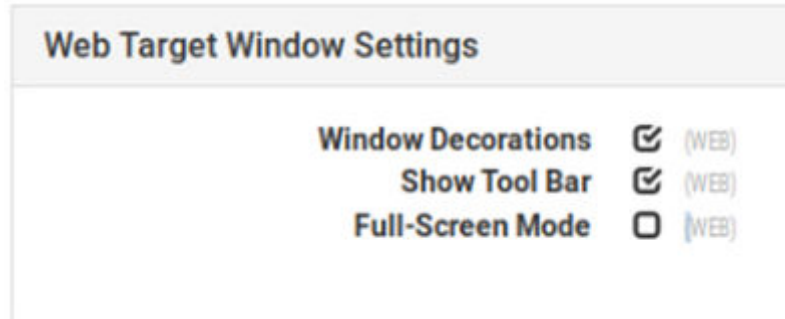 Web Target Window Settings
Window Decorations (WEB)
Show Tool Bar (WEB)
Full-Screen Mode (WEB)